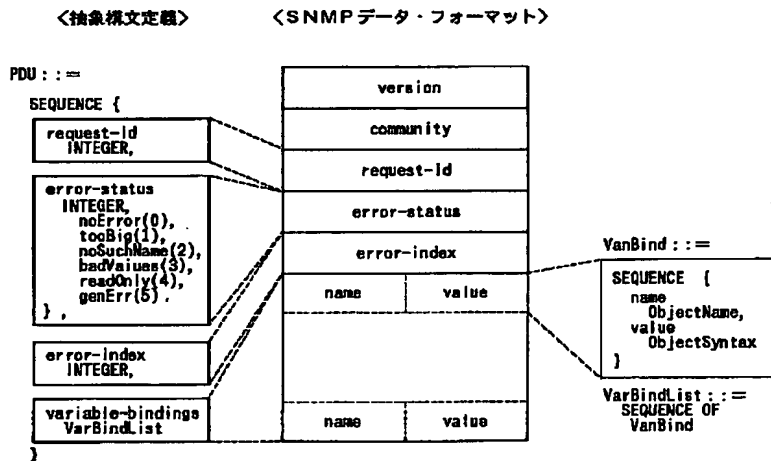 <抽象構文定義>
<SNMPデータ・フォーマット>
PDU::=
SEQUENCE {
request-id
INTEGER,
error-status
INTEGER,
noError(0),
tooBig(1),
noSuchName(2),
badValues(3),
readOnly(4),
genErr(5).
},
error-index
INTEGER,
variable-bindings
VarBindList
}
version
community
request-id
error-status
error-index
name value
name value
VanBind::=
SEQUENCE {
name
ObjectName,
value
ObjectSyntax
}
VarBindList::=
SEQUENCE OF
VanBind